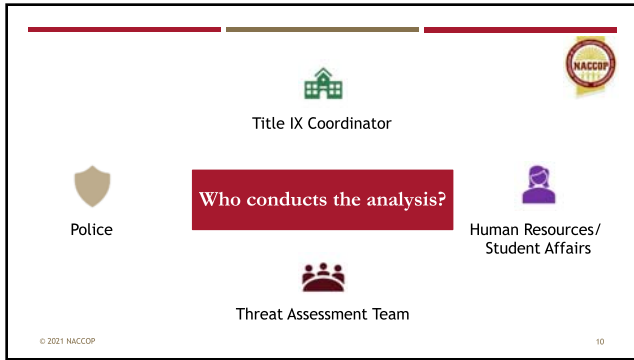 NACCOP
Title IX Coordinator
Who conducts the analysis?
Police
Human Resources/
Student Affairs
Threat Assessment Team
© 2021 NACCOP
10